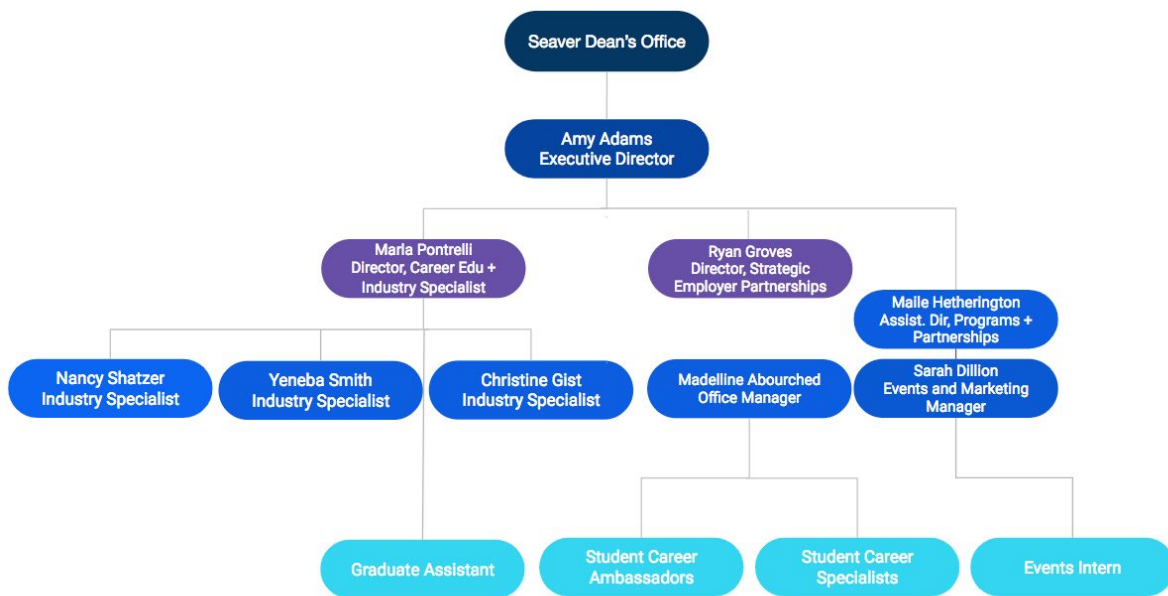 Seaver Dean's Office
Amy Adams
Executive Director
Marla Pontrelli
Director, Career Edu +
Industry Specialist
Ryan Groves
Director, Strategic
Employer Partnerships
Maile Hetherington
Assist. Dir, Programs +
Partnerships
Nancy Shatzer
Industry Specialist
Yeneba Smith
Industry Specialist
Christine Gist
Industry Specialist
Madelline Abourched
Office Manager
Sarah Dillion
Events and Marketing
Manager
Graduate Assistant
Student Career
Ambassadors
Student Career
Specialists
Events Intern